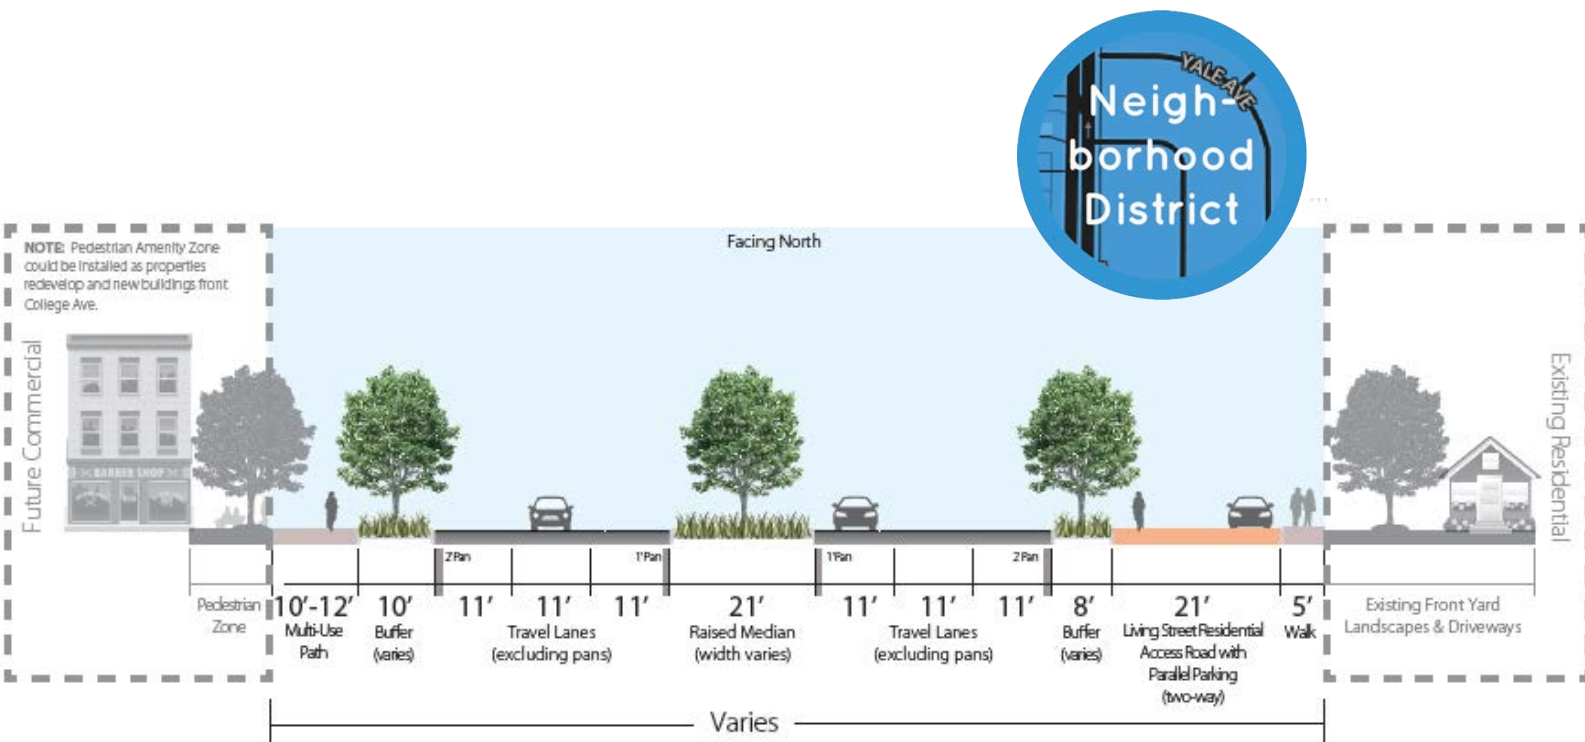 YALE AVE
Neigh-
borhood
District
Facing North
NOTE: Pedestrian Amenity Zone
could be installed as properties
redevelop and new buildings front
College Ave.
Future Commercial
BARBER SHOP
Existing Residential
2' Pan
1' Pan
1' Pan
2' Pan
Pedestrian
Zone
10'-12'
Multi-Use
Path
10'
Buffer
(varies)
11' 11' 11'
Travel Lanes
(excluding pans)
21'
Raised Median
(width varies)
11' 11' 11'
Travel Lanes
(excluding pans)
8'
Buffer
(varies)
21'
Living Street Residential
Access Road with
Parallel Parking
(two-way)
5'
Walk
Existing Front Yard
Landscapes & Driveways
Varies